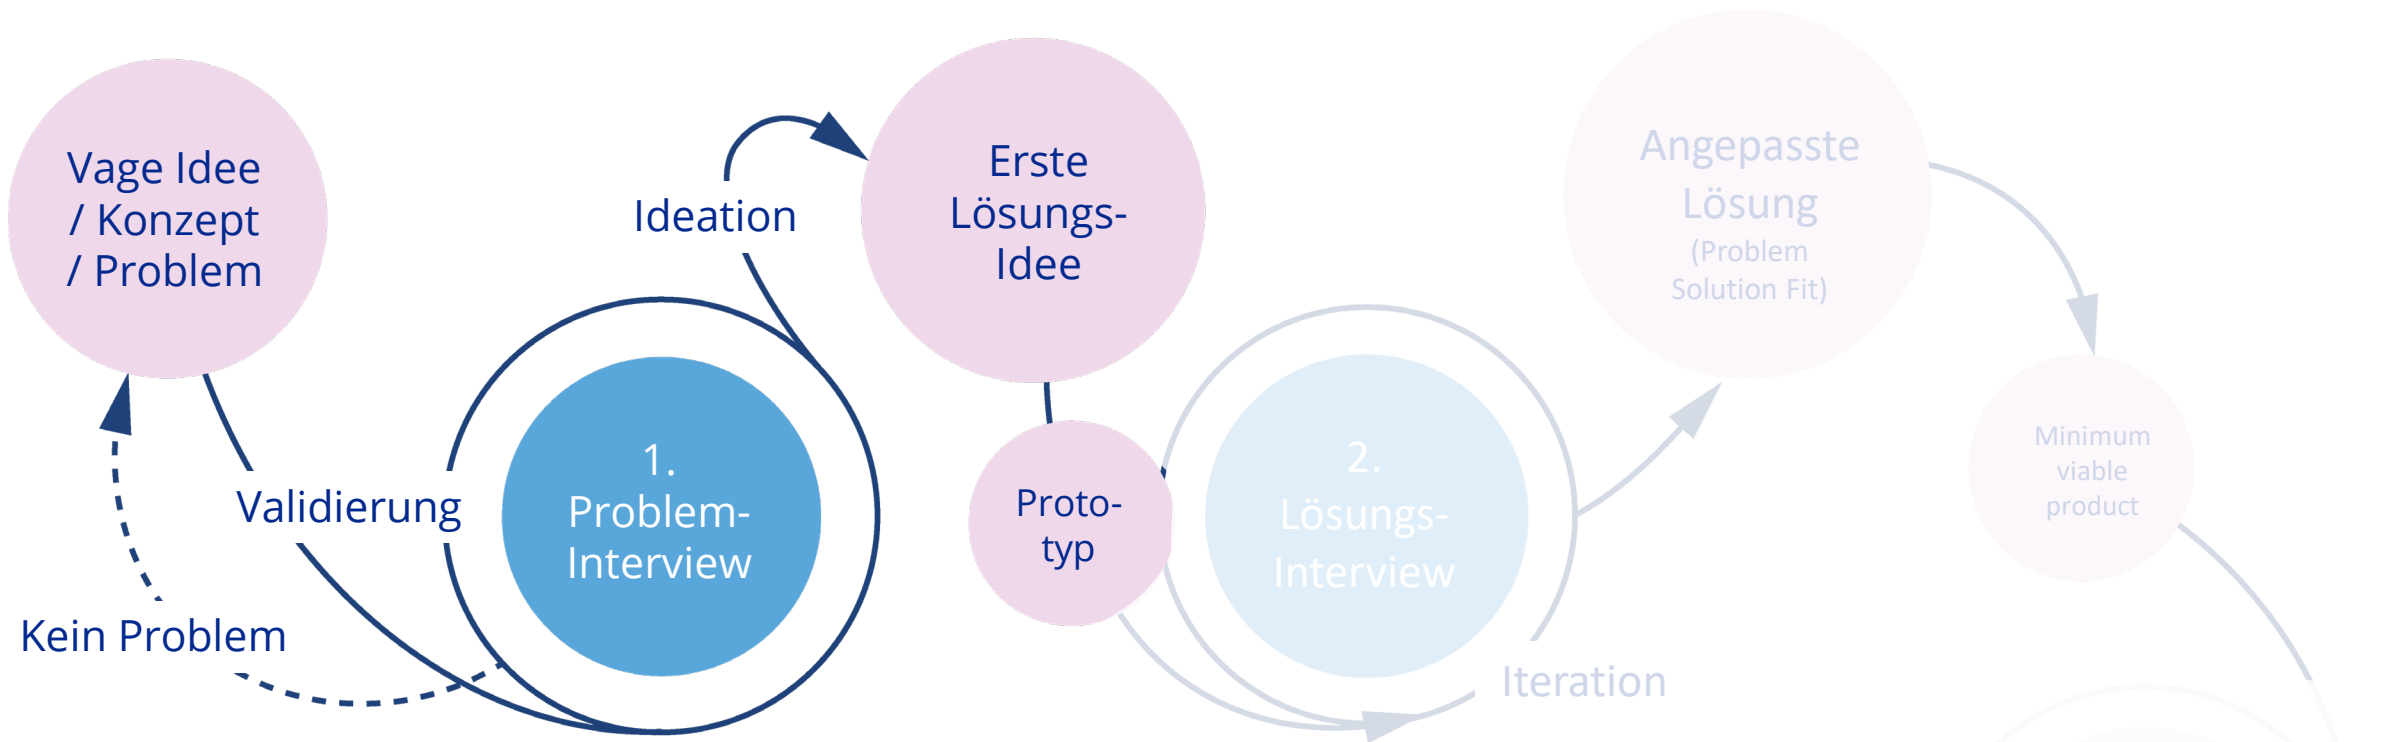 Vage Idee
/ Konzept
/ Problem
Validierung
Kein Problem
1.
Problem-
Interview
Ideation
Erste
Lösungs-
Idee
Proto-
typ
2.
Lösungs-
Interview
Iteration
Angepasste
Lösung
(Problem
Solution Fit)
Minimum
viable
product